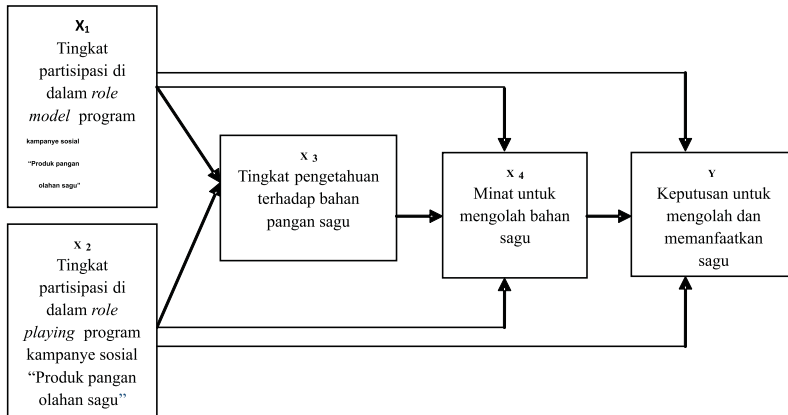 X1
Tingkat
partisipasi di
dalam role
model program
kampanye sosial
“Produk pangan
olahan sagu”
X 2
Tingkat
partisipasi di
dalam role
playing program
kampanye sosial
“Produk pangan
olahan sagu”
X 3
Tingkat pengetahuan
terhadap bahan
pangan sagu
X 4
Minat untuk
mengolah bahan
sagu
Y
Keputusan untuk
mengolah dan
memanfaatkan
sagu